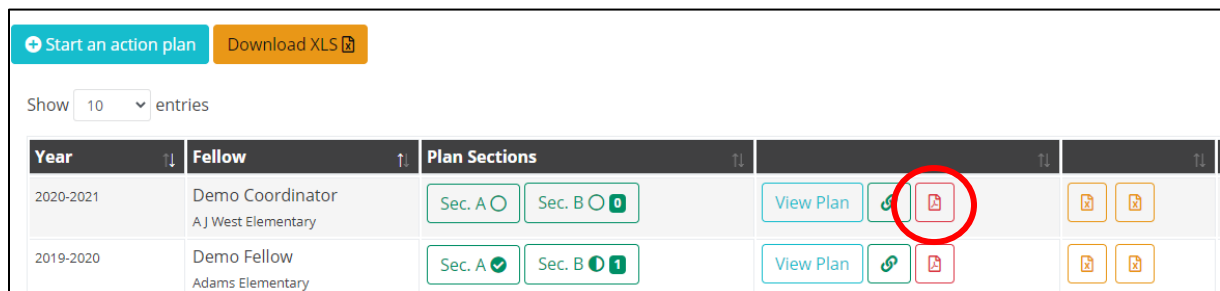 Start an action plan Download XLS
Show 10 entries
Year Fellow Plan Sections
2020-2021 Demo Coordinator Sec. A Sec. B 0 View Plan
A J West Elementary
2019-2020 Demo Fellow Sec. A Sec. B 1 View Plan
Adams Elementary